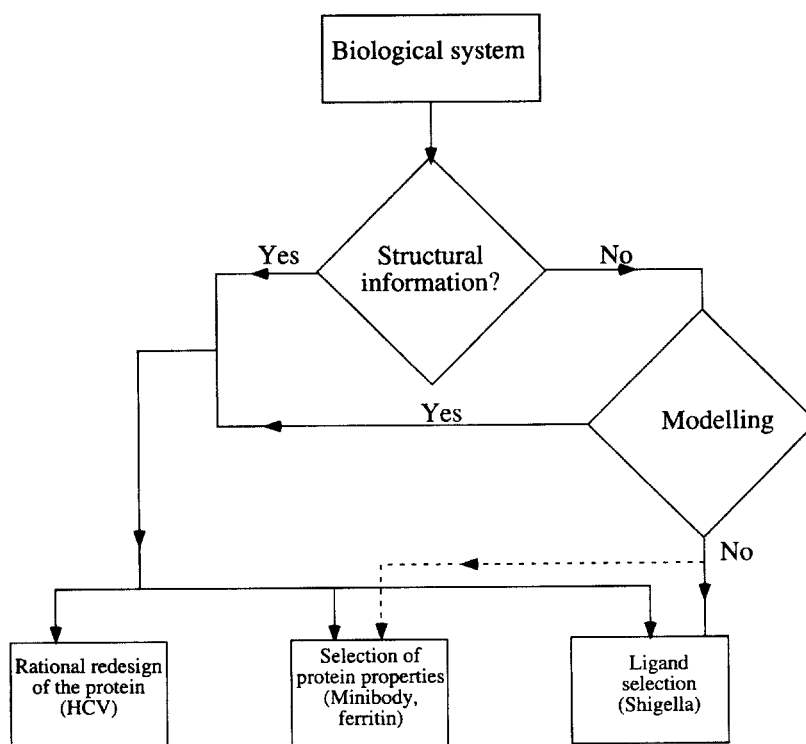 Biological system
Yes
Structural
information?
No
Yes
Modelling
No
Rational redesign
of the protein
(HCV)
Selection of
protein properties
(Minibody,
ferritin)
Ligand
selection
(Shigella)